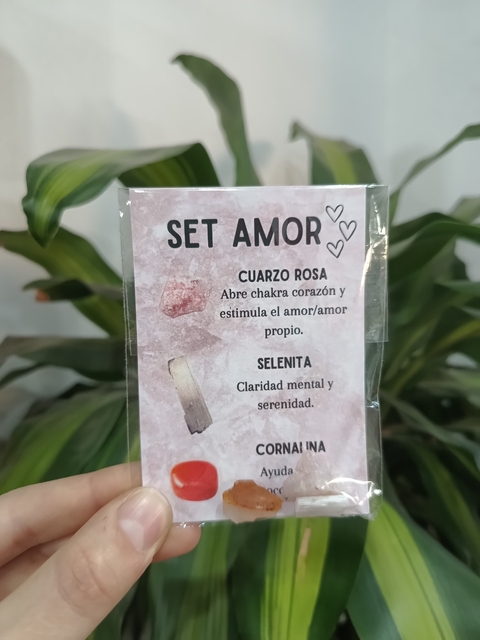 SET AMOR
CUARZO ROSA
Abre chakra corazón y
estimula el amor/amor
propio.
SELENITA
Claridad mental y
serenidad.
CORNALINA
Ayuda